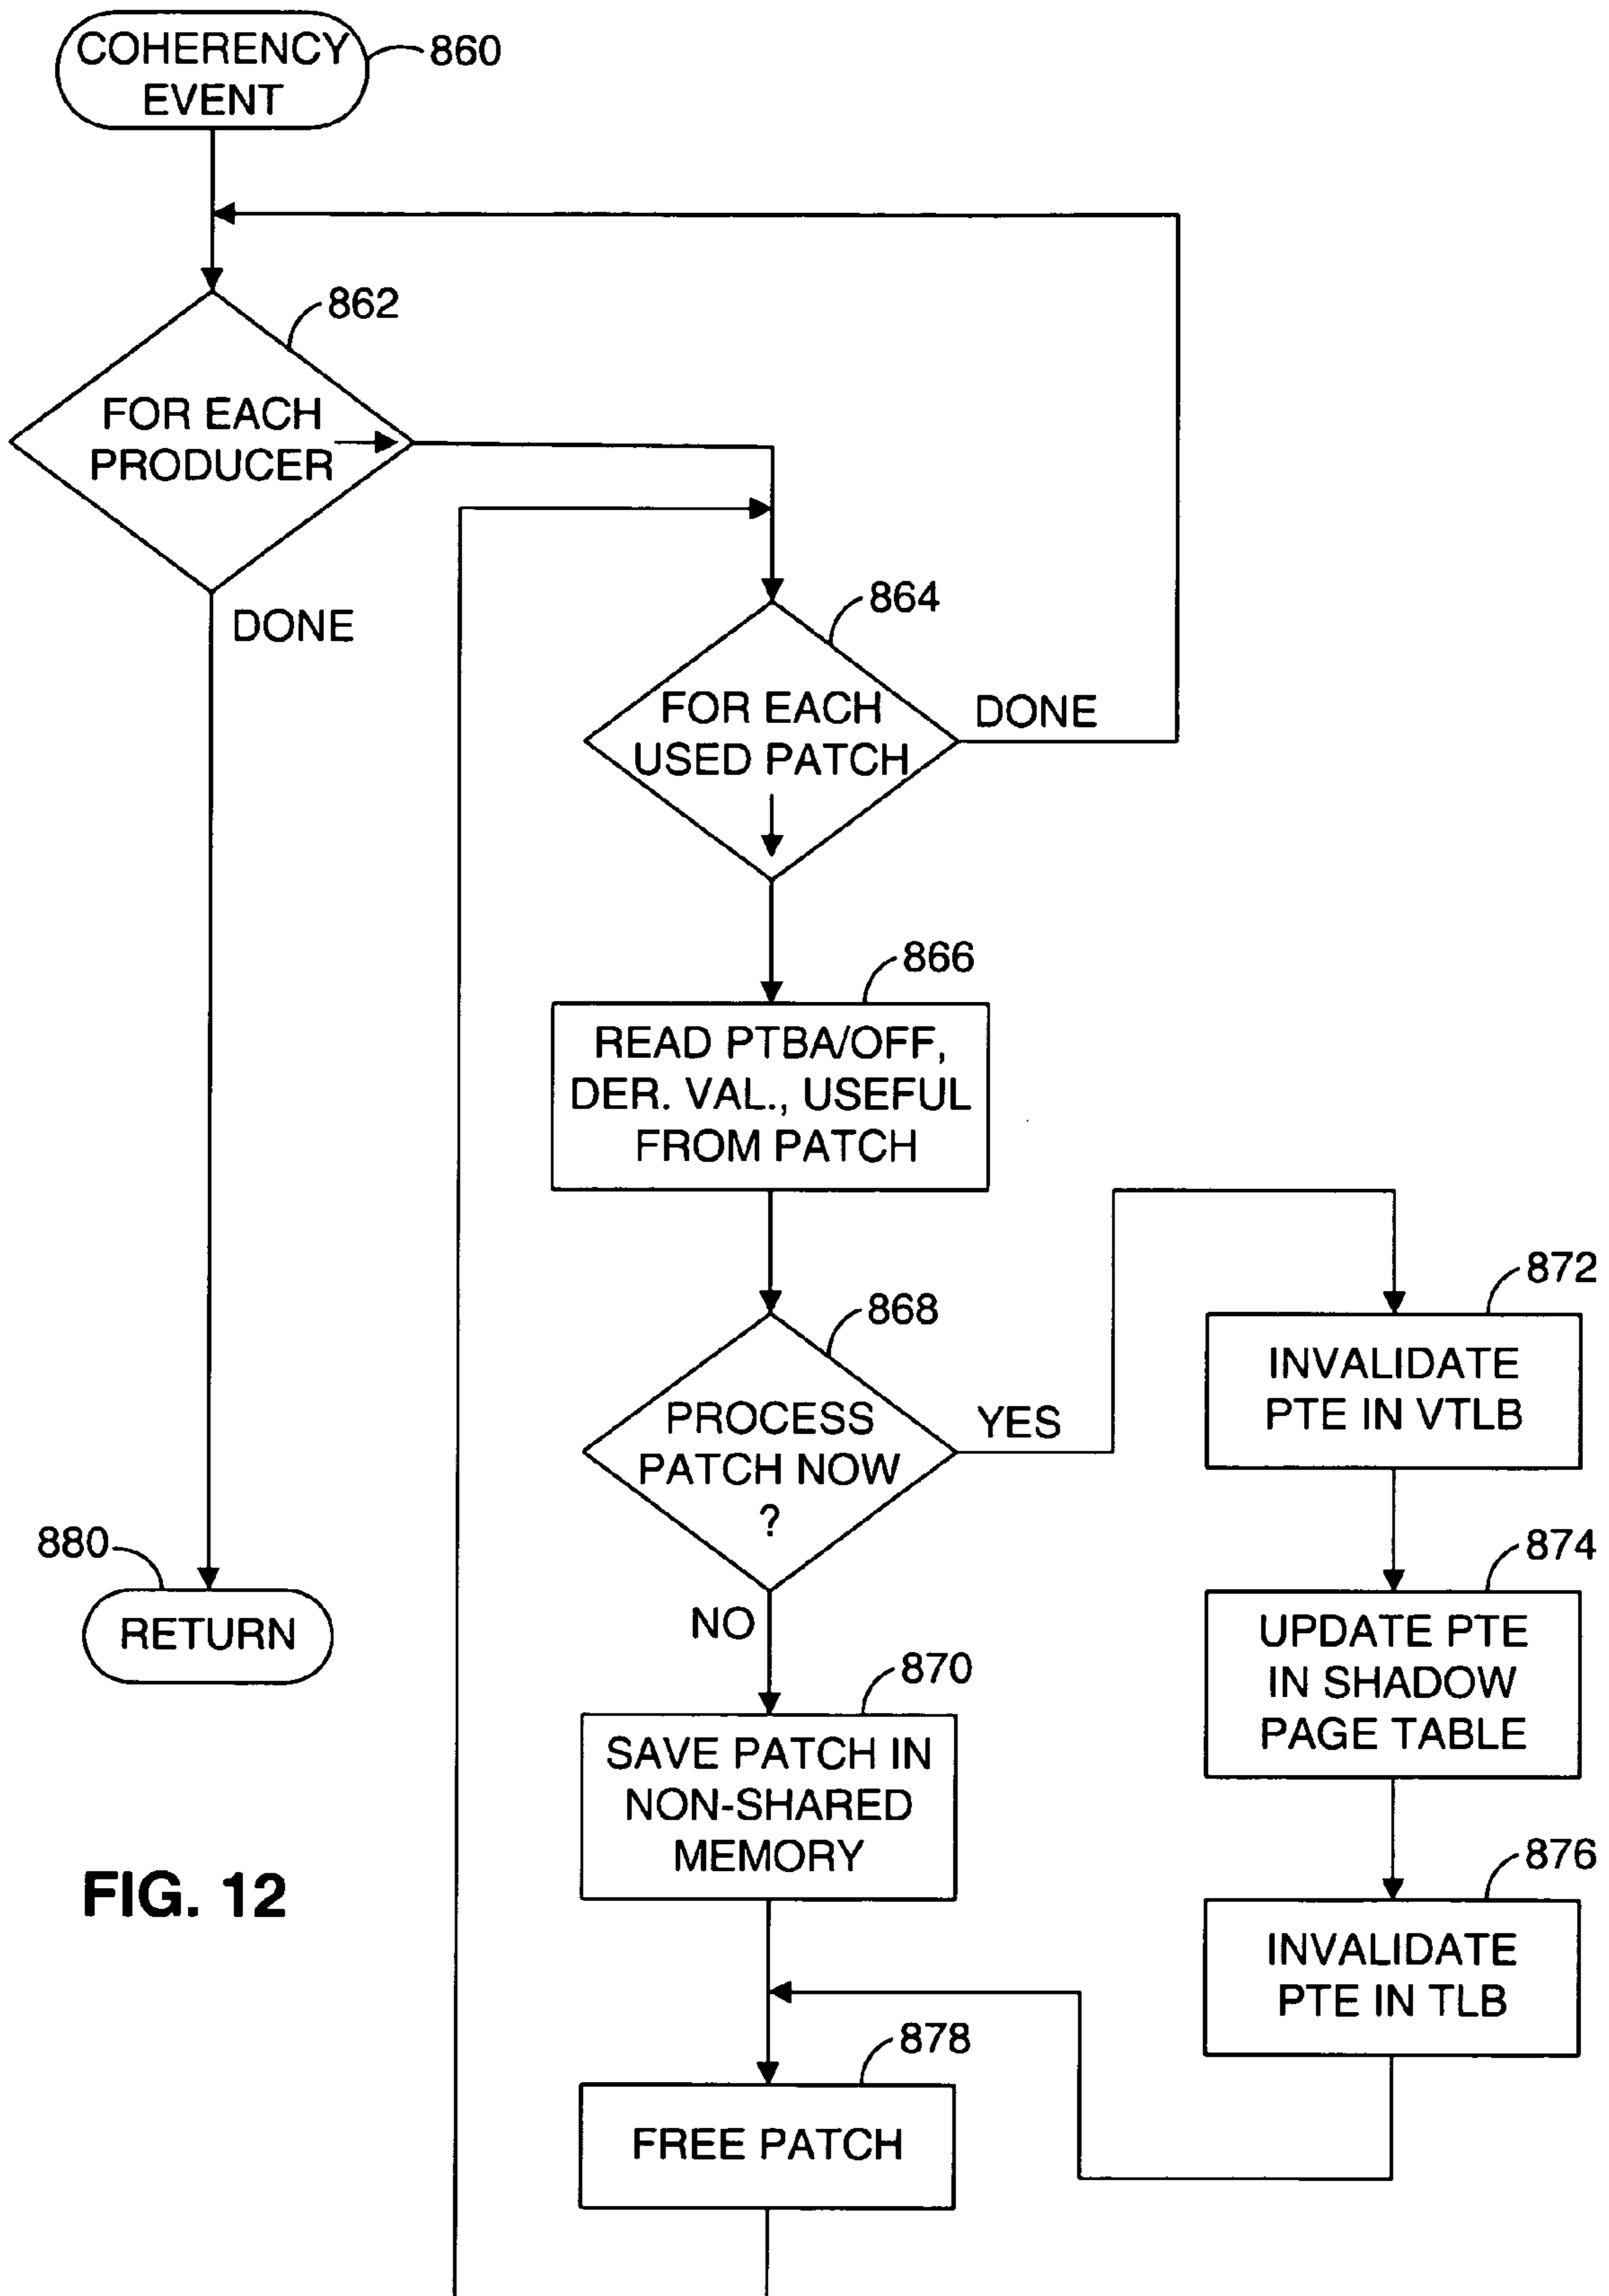 COHERENCY
EVENT
860
862
FOR EACH
PRODUCER
DONE
864
FOR EACH
USED PATCH
DONE
866
READ PTBA/OFF,
DER. VAL., USEFUL
FROM PATCH
868
PROCESS
PATCH NOW
?
YES
NO
872
INVALIDATE
PTE IN VTLB
874
UPDATE PTE
IN SHADOW
PAGE TABLE
876
INVALIDATE
PTE IN TLB
870
SAVE PATCH IN
NON-SHARED
MEMORY
878
FREE PATCH
880
RETURN
FIG. 12